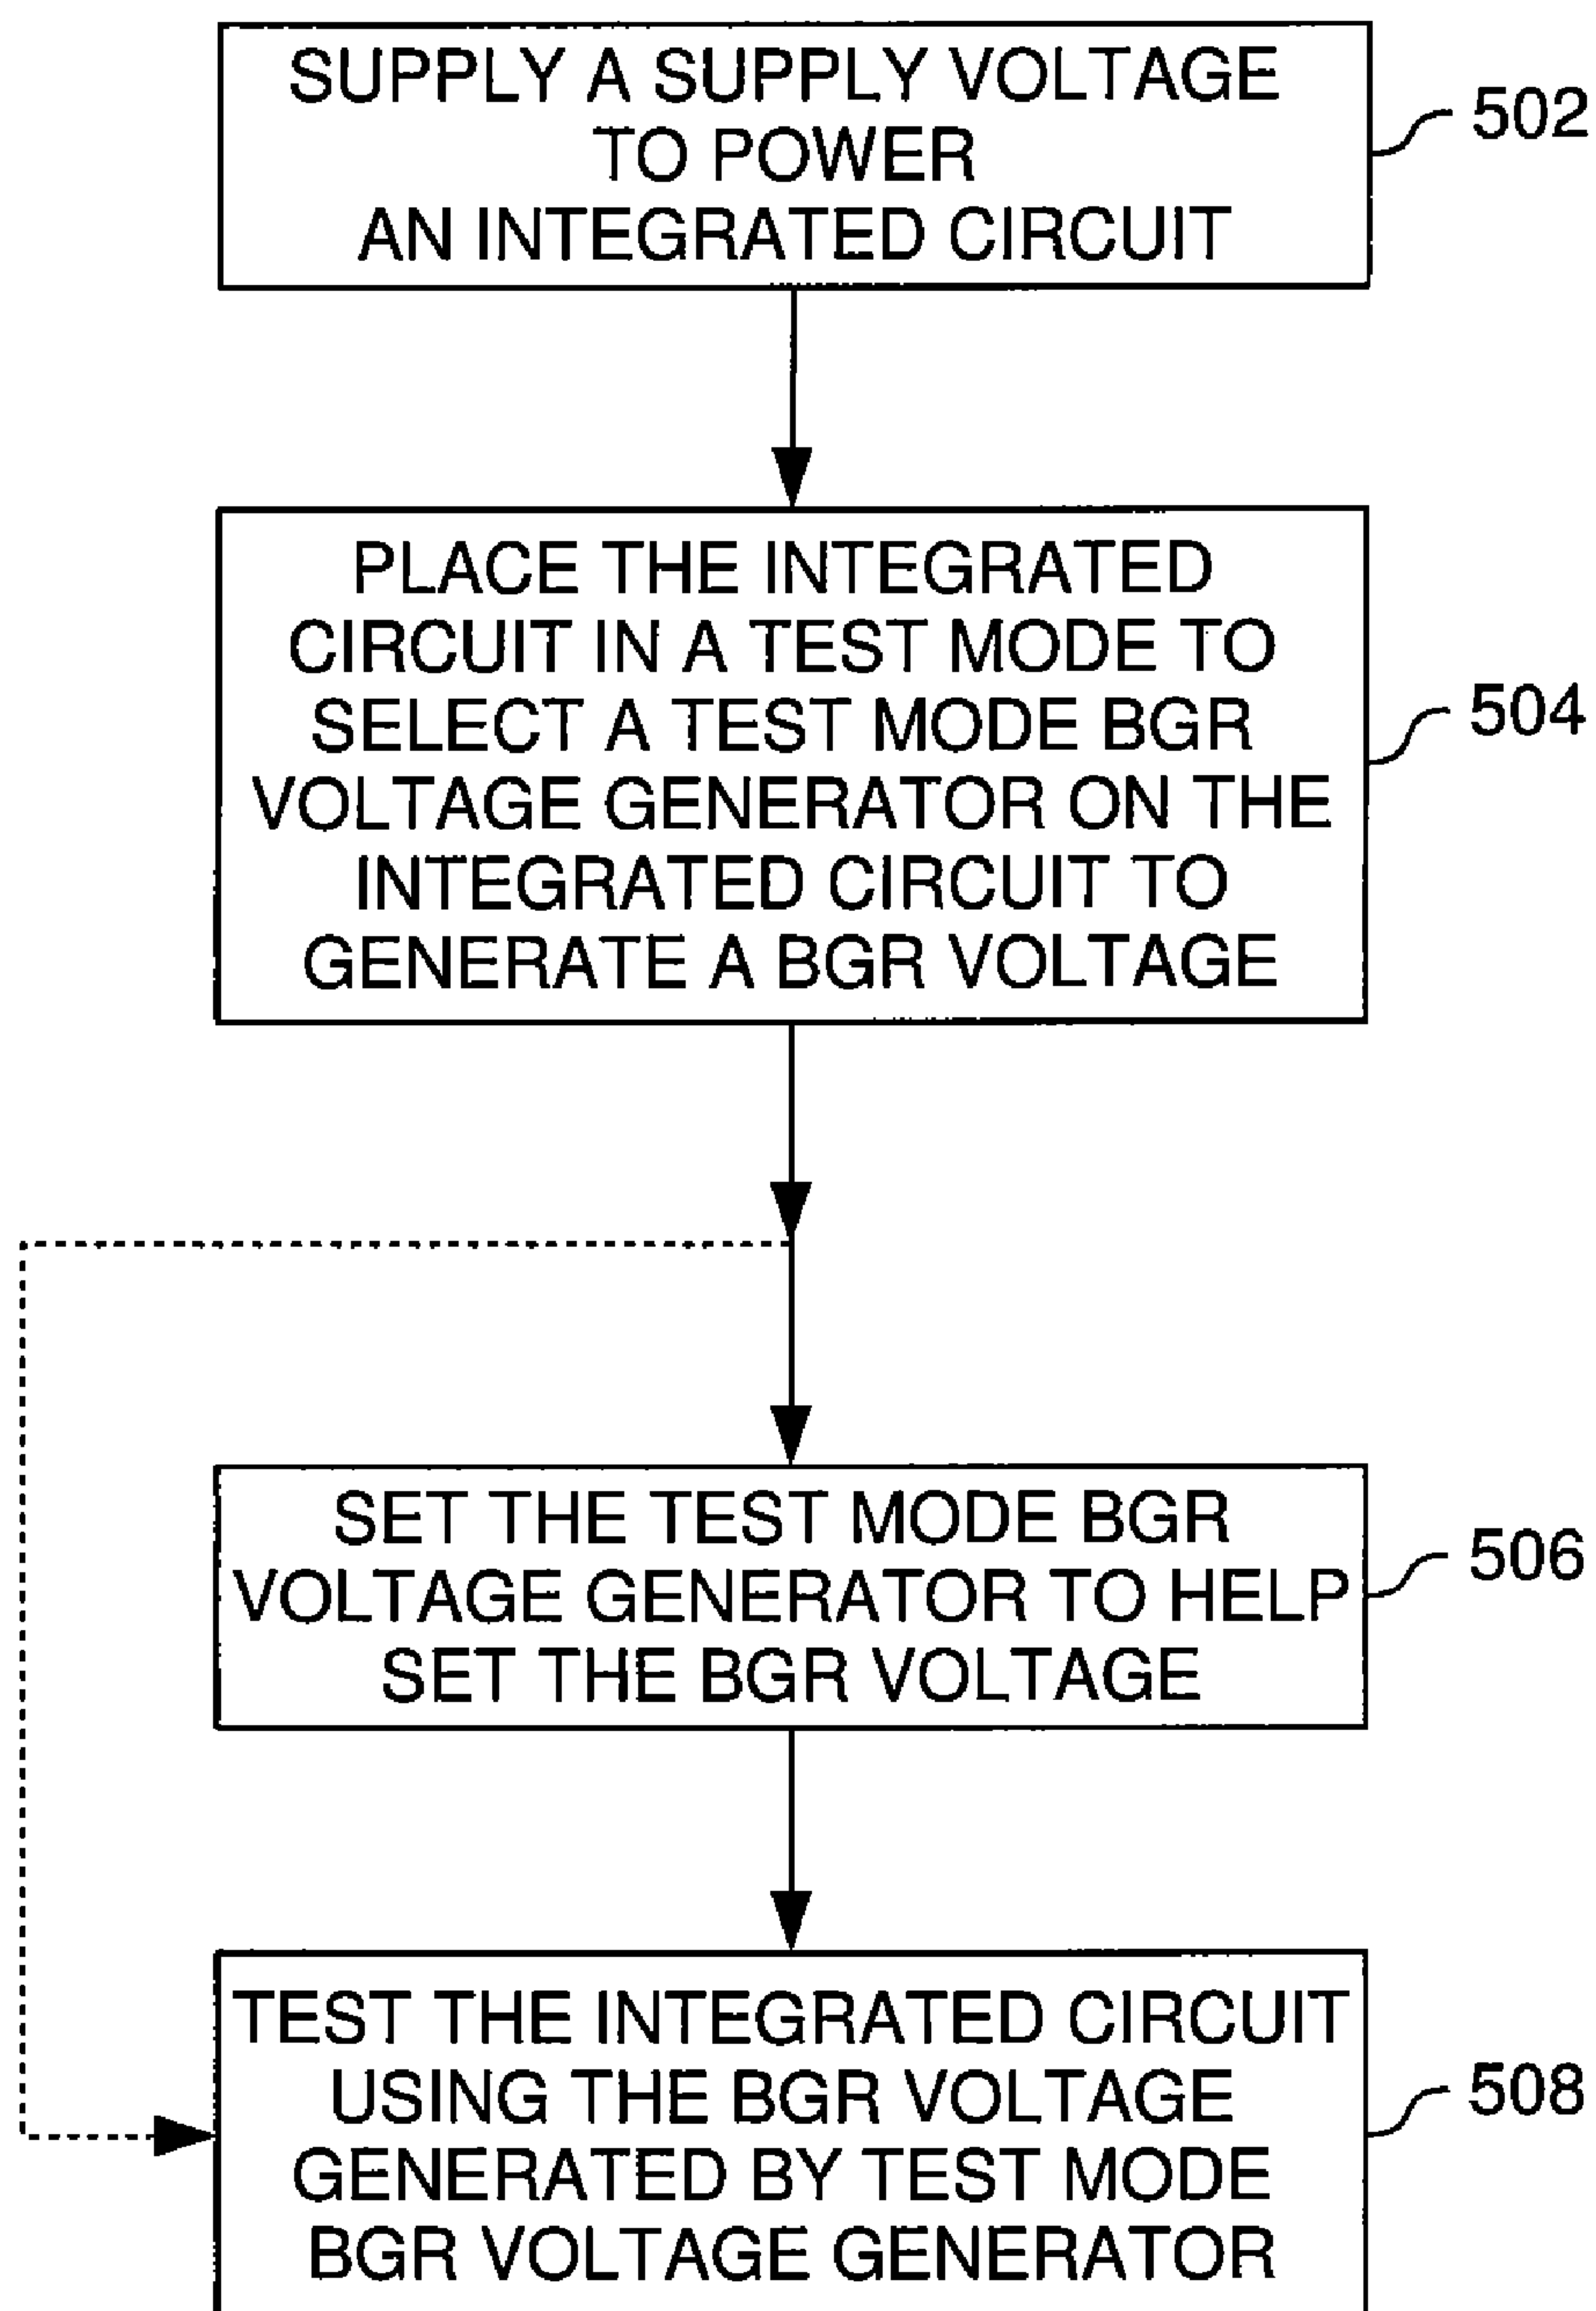 SUPPLY A SUPPLY VOLTAGE
TO POWER
AN INTEGRATED CIRCUIT
502
PLACE THE INTEGRATED
CIRCUIT IN A TEST MODE TO
SELECT A TEST MODE BGR
VOLTAGE GENERATOR ON THE
INTEGRATED CIRCUIT TO
GENERATE A BGR VOLTAGE
504
SET THE TEST MODE BGR
VOLTAGE GENERATOR TO HELP
SET THE BGR VOLTAGE
506
TEST THE INTEGRATED CIRCUIT
USING THE BGR VOLTAGE
GENERATED BY TEST MODE
BGR VOLTAGE GENERATOR
508